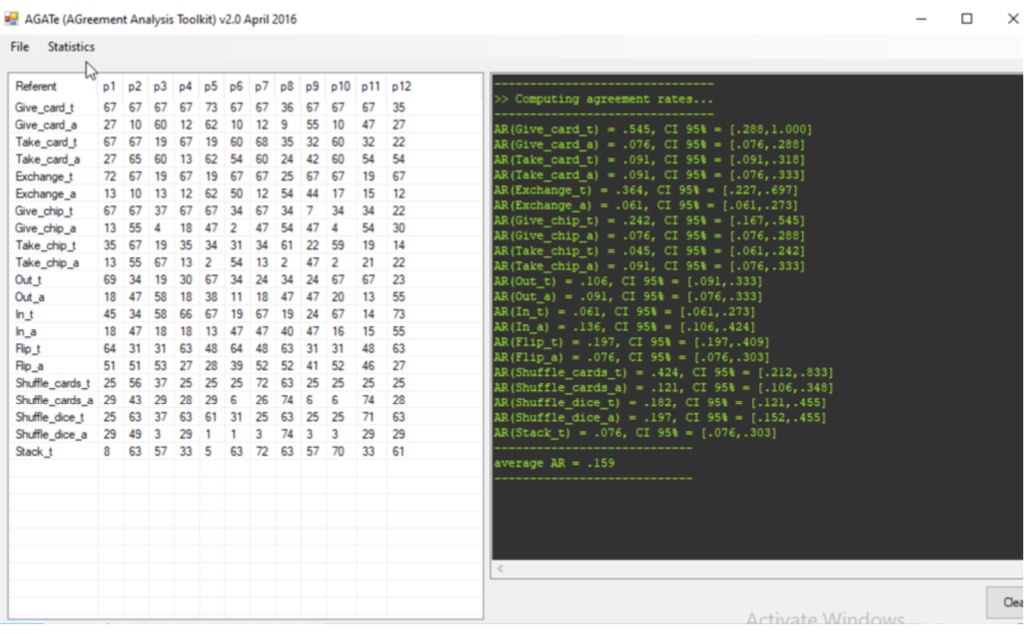 AGATe (AGreement Analysis Toolkit) v2.0 April 2016
File Statistics
Referent p1 p2 p3 p4 p5 p6 p7 p8 p9 p10 p11 p12
Give_card_t 67 67 67 67 73 67 67 36 67 67 67 35
Give_card_a 27 10 60 12 62 10 12 9 55 10 47 27
Take_card_t 67 67 19 67 19 60 68 35 32 60 32 22
Take_card_a 27 65 60 13 62 54 60 24 42 60 54 54
Exchange_t 72 67 19 67 19 67 67 25 67 67 19 67
Exchange_a 13 10 13 12 62 50 12 54 44 17 15 12
Give_chip_t 67 67 37 67 67 34 67 34 7 34 34 22
Give_chip_a 13 55 4 18 47 2 47 54 47 4 54 30
Take_chip_t 35 67 19 35 34 31 34 61 22 59 19 14
Take_chip_a 13 55 67 13 2 54 13 2 47 2 21 22
Out_t 69 34 19 30 67 34 24 34 24 67 67 23
Out_a 18 47 58 18 38 11 18 47 47 20 13 55
In_t 45 34 58 66 67 19 67 19 24 67 14 73
In_a 18 47 18 18 13 47 47 40 47 16 15 55
Flip_t 64 31 31 63 48 64 48 63 31 31 48 63
Flip_a 51 51 53 27 28 39 52 52 41 52 46 27
Shuffle_cards_t 25 56 37 25 25 25 72 63 25 25 25 25
Shuffle_cards_a 29 43 29 28 29 6 26 74 6 6 74 28
Shuffle_dice_t 25 63 37 63 61 31 25 63 25 25 71 63
Shuffle_dice_a 29 49 3 29 1 1 3 74 3 3 29 29
Stack_t 8 63 57 33 5 63 72 63 57 70 33 61
-----------------------------
>> Computing agreement rates...
-----------------------------
AR(Give_card_t) = .545, CI 95% = [.288,1.000]
AR(Give_card_a) = .076, CI 95% = [.076,.288]
AR(Take_card_t) = .091, CI 95% = [.091,.318]
AR(Take_card_a) = .091, CI 95% = [.076,.333]
AR(Exchange_t) = .364, CI 95% = [.227,.697]
AR(Exchange_a) = .061, CI 95% = [.061,.273]
AR(Give_chip_t) = .242, CI 95% = [.167,.545]
AR(Give_chip_a) = .076, CI 95% = [.076,.288]
AR(Take_chip_t) = .045, CI 95% = [.061,.242]
AR(Take_chip_a) = .091, CI 95% = [.076,.333]
AR(Out_t) = .106, CI 95% = [.091,.333]
AR(Out_a) = .091, CI 95% = [.076,.333]
AR(In_t) = .061, CI 95% = [.061,.273]
AR(In_a) = .136, CI 95% = [.106,.424]
AR(Flip_t) = .197, CI 95% = [.197,.409]
AR(Flip_a) = .076, CI 95% = [.076,.303]
AR(Shuffle_cards_t) = .424, CI 95% = [.212,.833]
AR(Shuffle_cards_a) = .121, CI 95% = [.106,.348]
AR(Shuffle_dice_t) = .182, CI 95% = [.121,.455]
AR(Shuffle_dice_a) = .197, CI 95% = [.152,.455]
AR(Stack_t) = .076, CI 95% = [.076,.303]
-----------------------------
average AR = .159
-----------------------------
Clea
Activate Windows